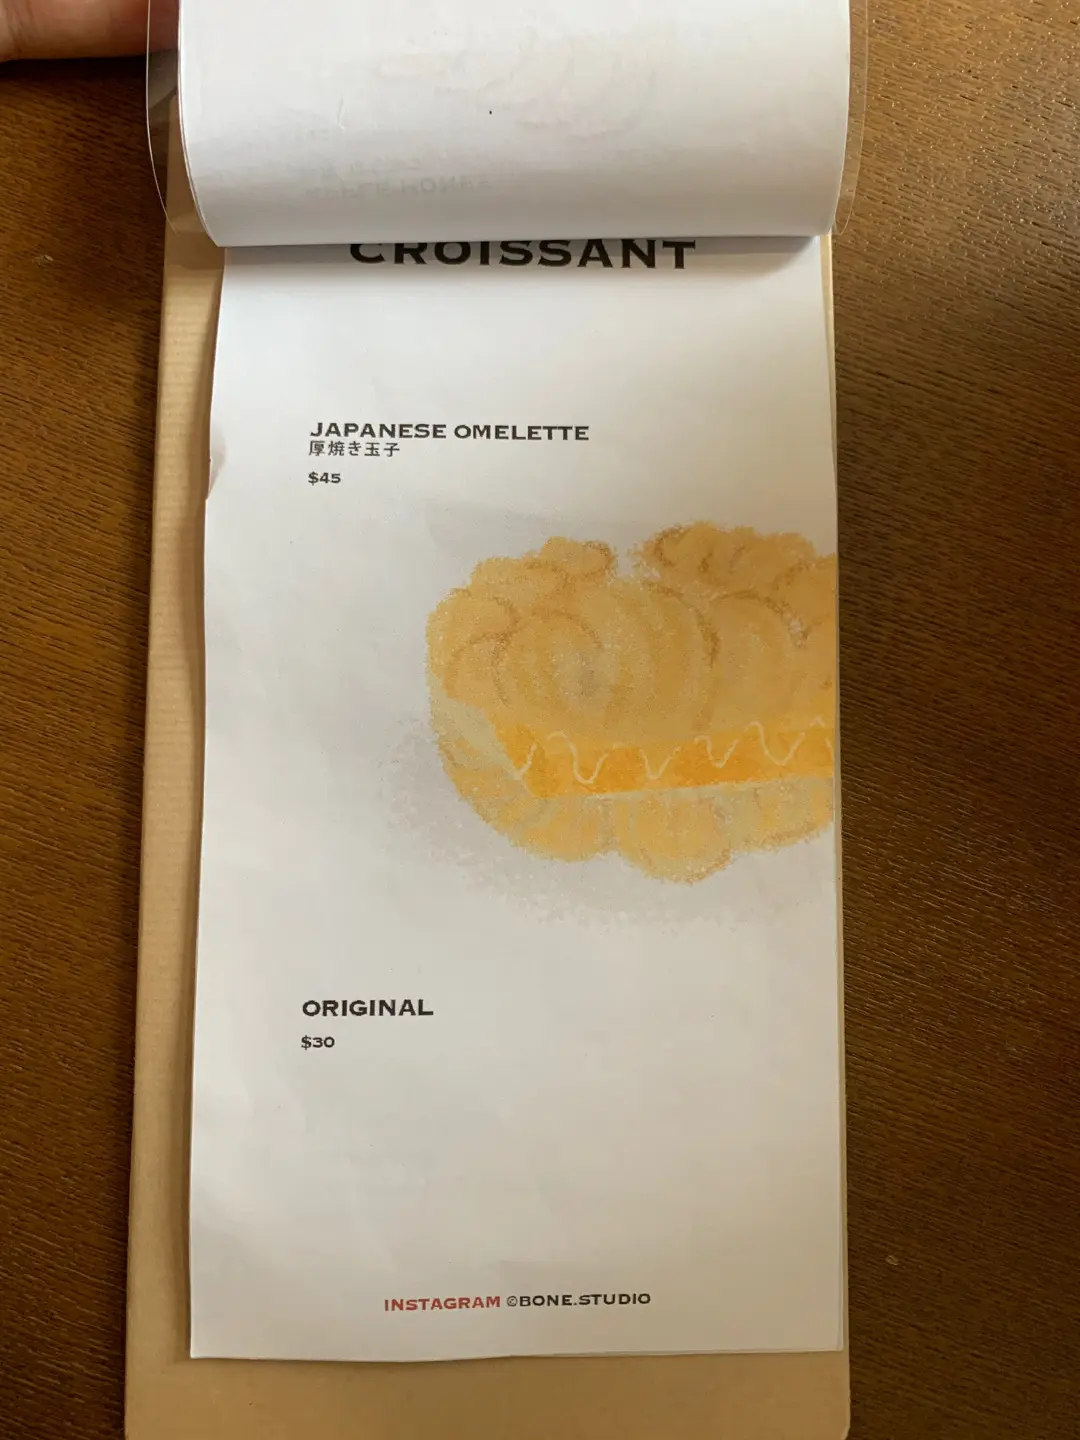 CROISSANT
JAPANESE OMELETTE
厚焼き玉子
$45
ORIGINAL
$30
INSTAGRAM ©BONE.STUDIO